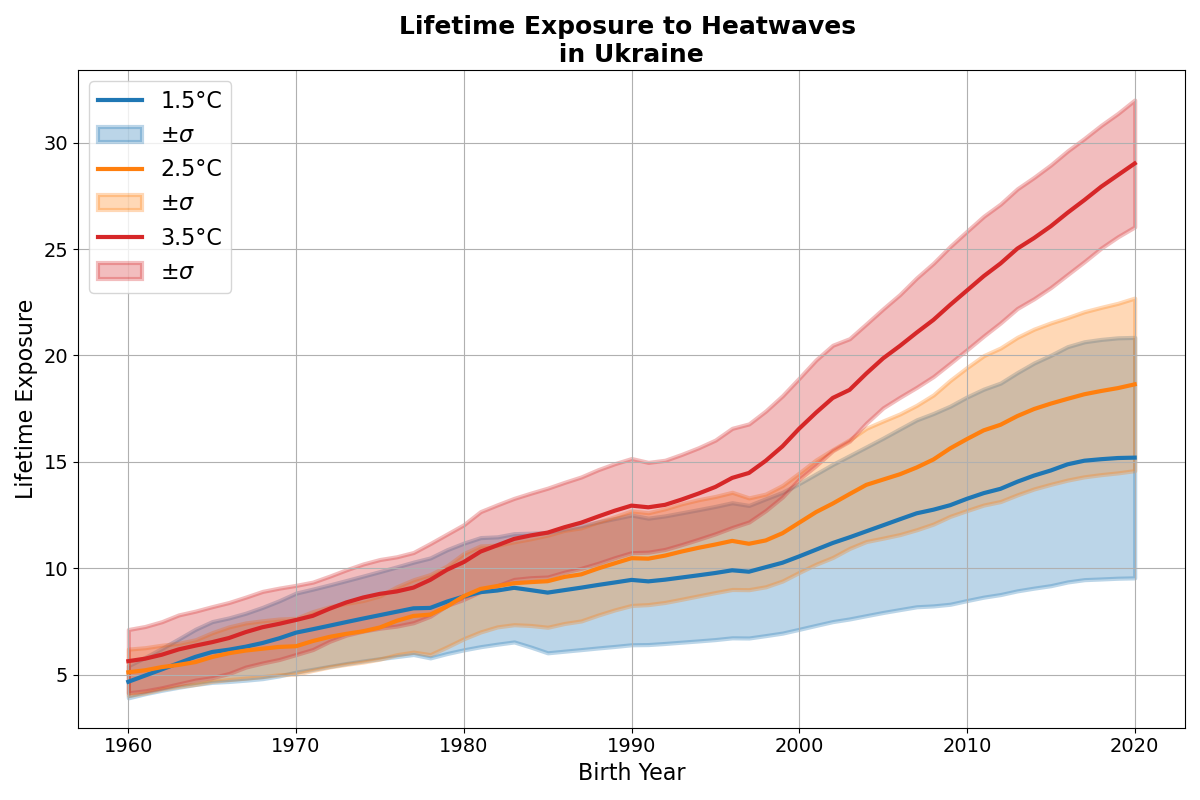 Lifetime Exposure to Heatwaves
in Ukraine
1.5°C
±σ
2.5°C
±σ
3.5°C
±σ
Lifetime Exposure
30
25
20
15
10
5
1960 1970 1980 1990 2000 2010 2020
Birth Year